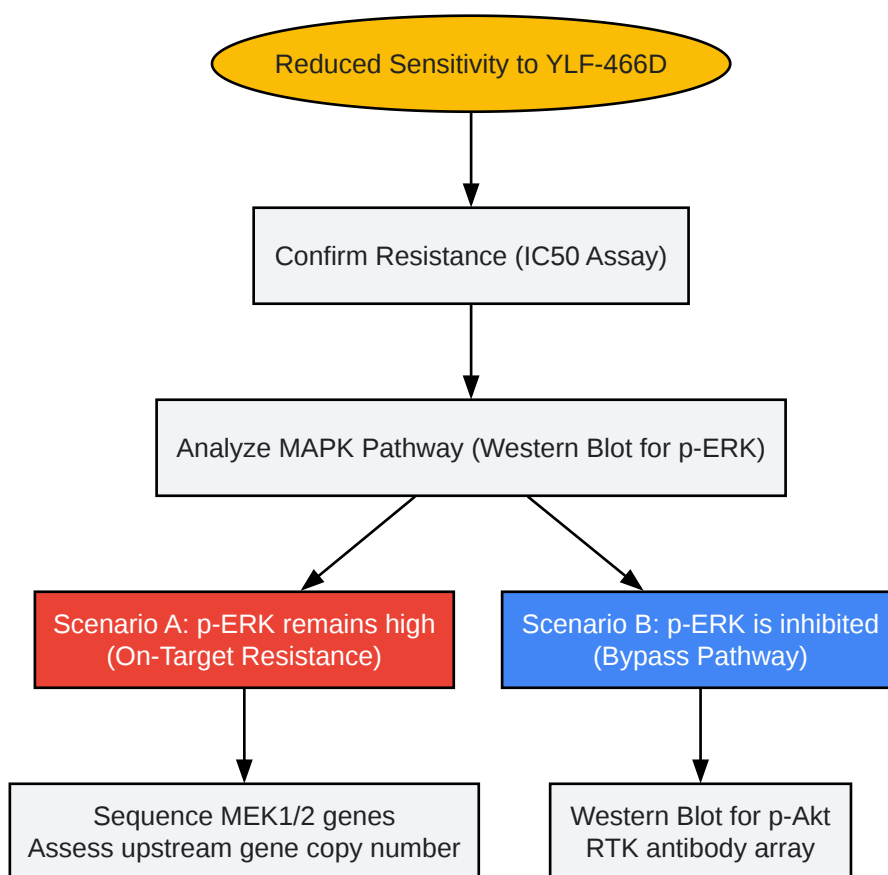 Reduced Sensitivity to YLF-466D
Confirm Resistance (IC50 Assay)
Analyze MAPK Pathway (Western Blot for p-ERK)
Scenario A: p-ERK remains high
(On-Target Resistance)
Scenario B: p-ERK is inhibited
(Bypass Pathway)
Sequence MEK1/2 genes
Assess upstream gene copy number
Western Blot for p-Akt
RTK antibody array